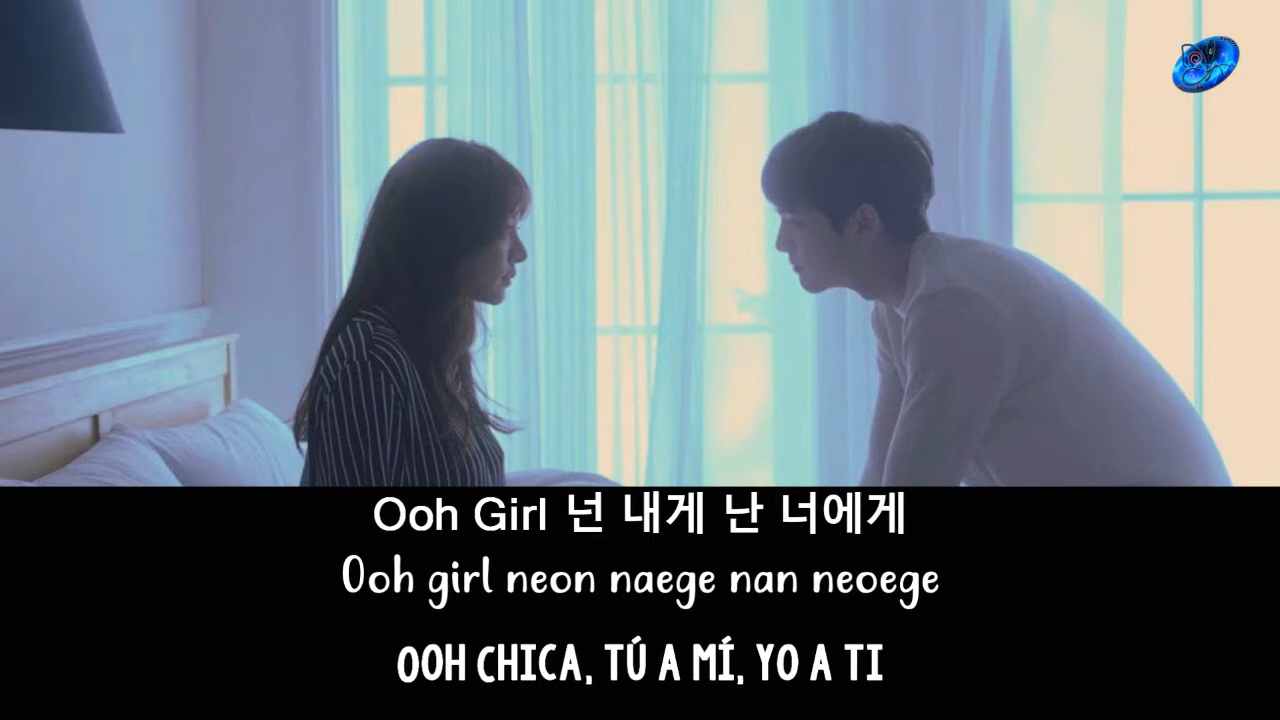 Ooh Girl 넌 내게 난 너에게
Ooh girl neon naege nan neoege
OOH CHICA, TÚ A MÍ, YO A TI